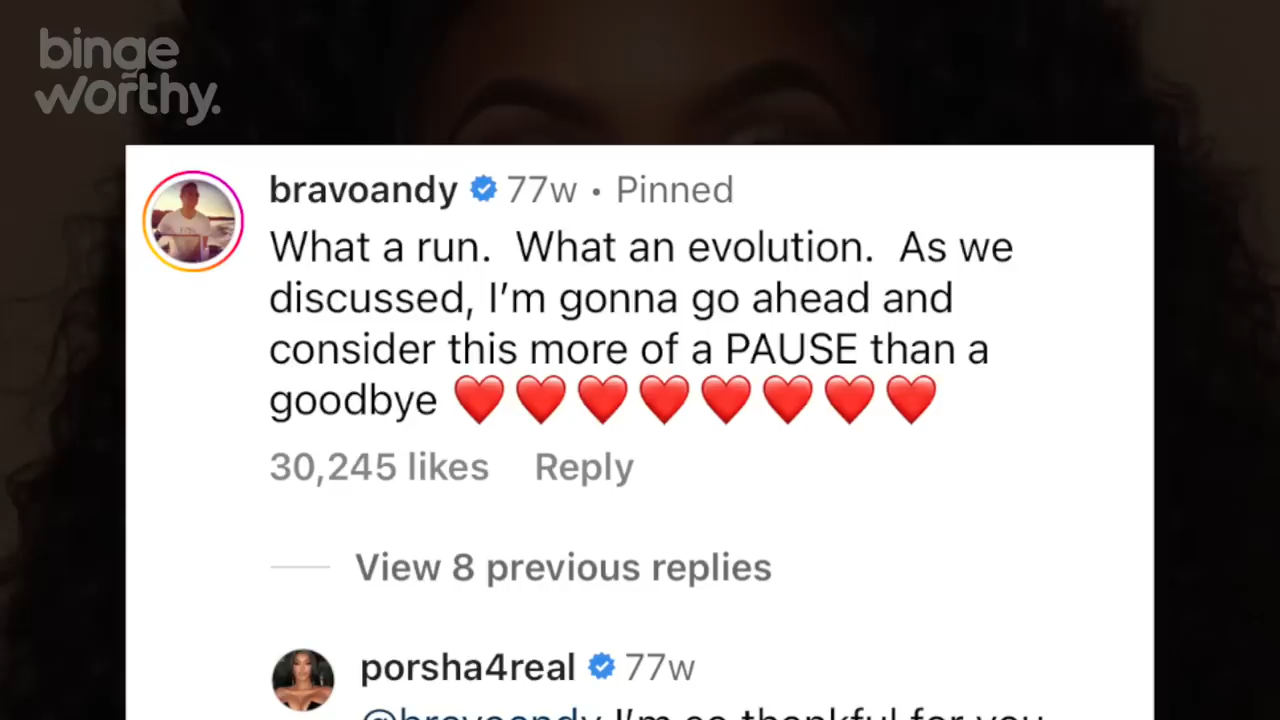 binge
worthy.
bravoandy 77w • Pinned
What a run.  What an evolution.  As we
discussed, I'm gonna go ahead and
consider this more of a PAUSE than a
goodbye ❤️❤️❤️❤️❤️❤️❤️❤️
30,245 likes Reply
View 8 previous replies
porsha4real 77w
@bravoandy I'm so thankful for you